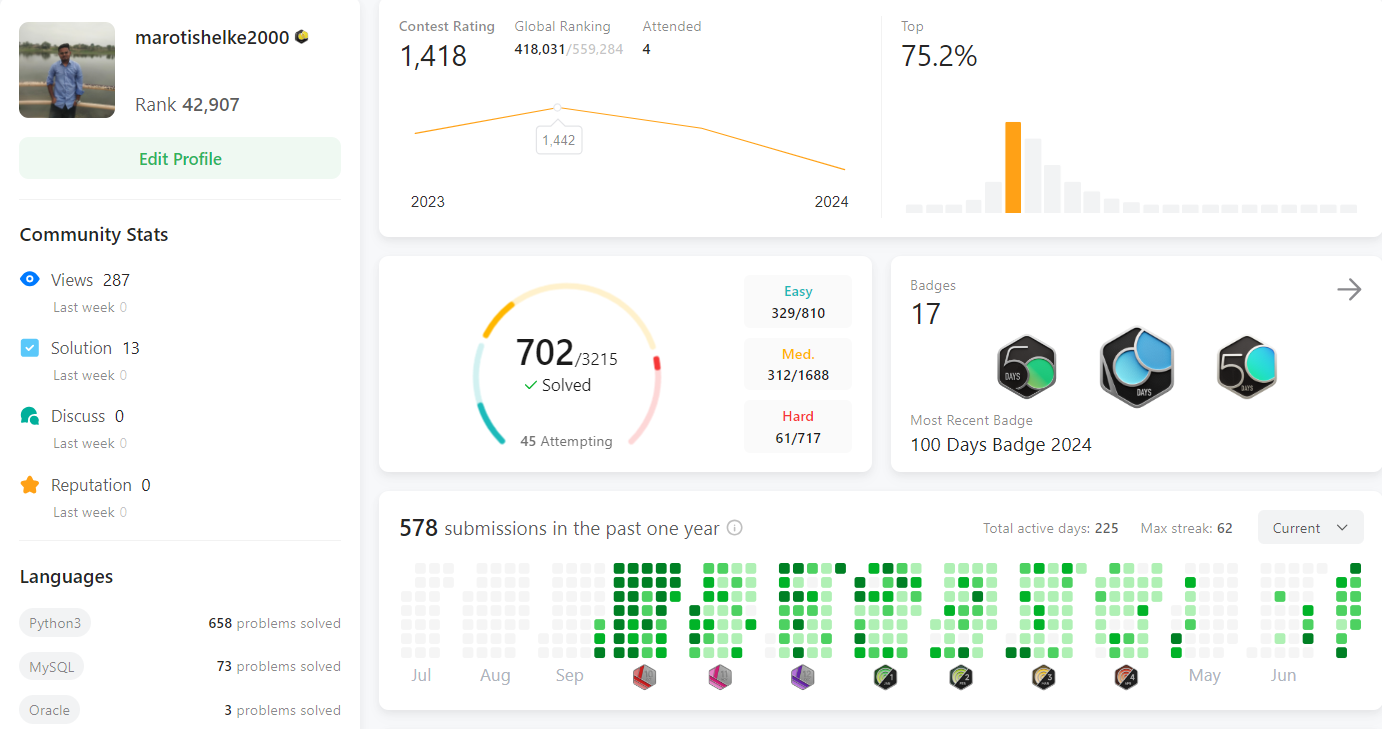 marotishelke2000
Rank 42,907
Edit Profile
Community Stats
Views 287
Last week 0
Solution 13
Last week 0
Discuss 0
Last week 0
Reputation 0
Last week 0
Languages
Python3 658 problems solved
MySQL 73 problems solved
Oracle 3 problems solved
Contest Rating Global Ranking Attended
1,418 418,031/559,284 4
1,442
2023 2024
Top
75.2%
702/3215
Solved
45 Attempting
Easy
329/810
Med.
312/1688
Hard
61/717
Badges
17
50 DAYS
100 DAYS
50
DAYS
Most Recent Badge
100 Days Badge 2024
578 submissions in the past one year
Total active days: 225 Max streak: 62 Current
Jul Aug Sep May Jun